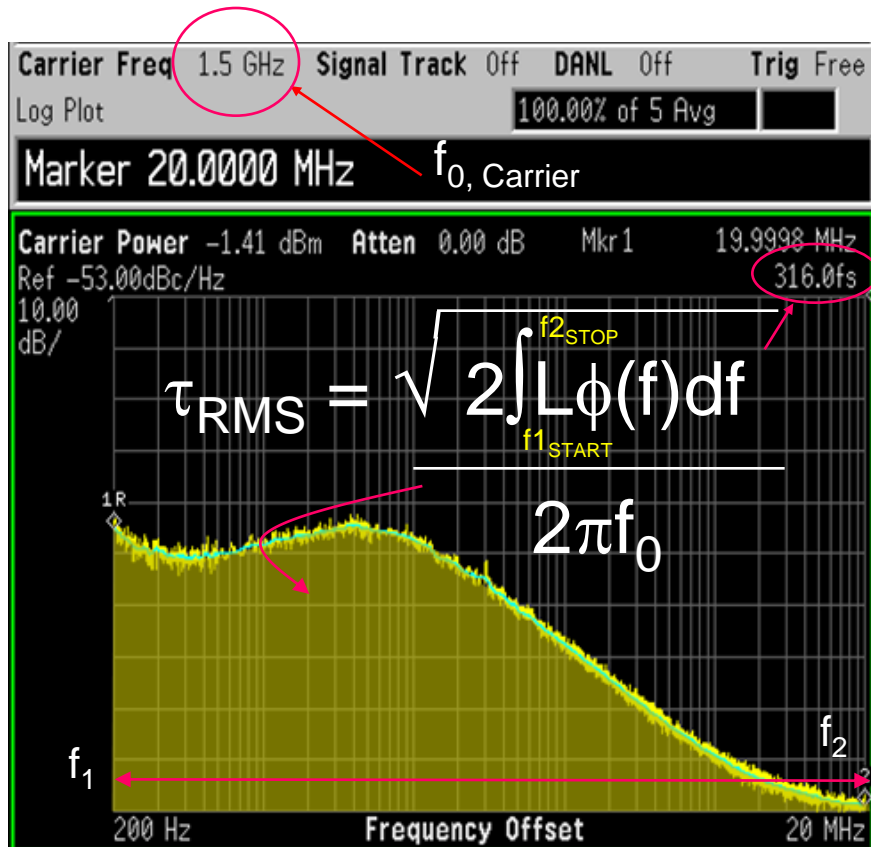 Carrier Freq 1.5 GHz Signal Track Off DANL Off Trig Free
Log Plot 100.00% of 5 Avg
Marker 20.0000 MHz
f0, Carrier
Carrier Power -1.41 dBm Atten 0.00 dB Mkr1 19.9998 MHz
Ref -53.00dBc/Hz 316.0fs
10.00
dB/
f2STOP
τRMS = √ 2∫Lϕ(f)df
f1START
2πf0
1R
f1 f2
2
200 Hz Frequency Offset 20 MHz